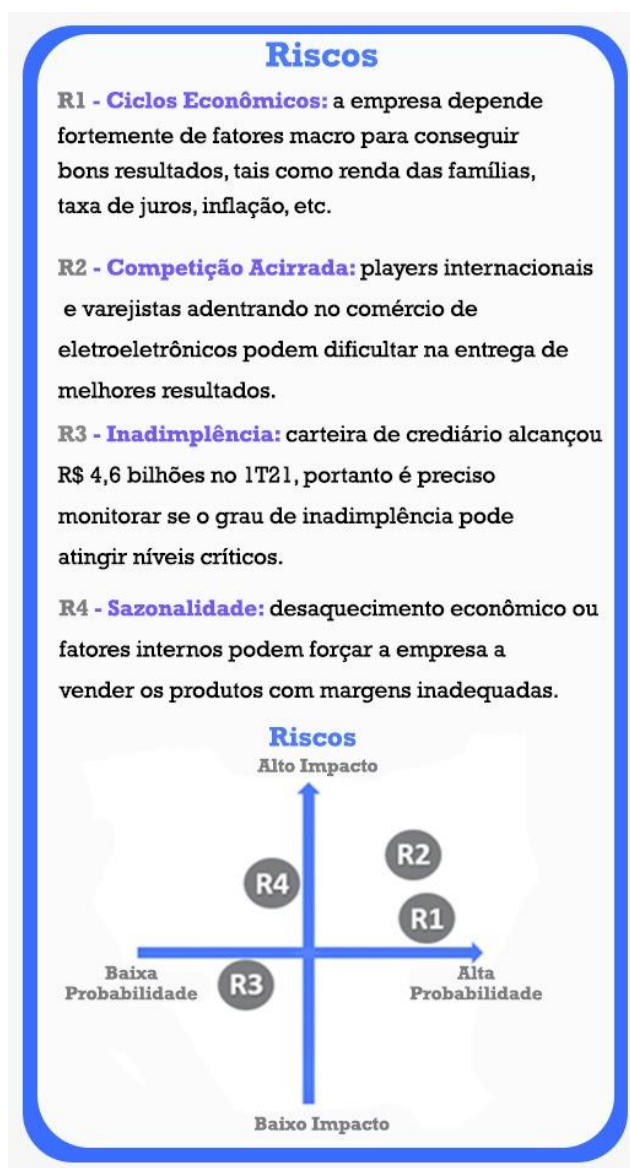 Riscos
R1 - Ciclos Econômicos: a empresa depende
fortemente de fatores macro para conseguir
bons resultados, tais como renda das famílias,
taxa de juros, inflação, etc.
R2 - Competição Acirrada: players internacionais
e varejistas adentrando no comércio de
eletroeletrônicos podem dificultar na entrega de
melhores resultados.
R3 - Inadimplência: carteira de crediário alcançou
R$ 4,6 bilhões no 1T21, portanto é preciso
monitorar se o grau de inadimplência pode
atingir níveis críticos.
R4 - Sazonalidade: desaquecimento econômico ou
fatores internos podem forçar a empresa a
vender os produtos com margens inadequadas.
Riscos
Alto Impacto
R2
R4
R1
Baixa
Probabilidade
R3
Alta
Probabilidade
Baixo Impacto